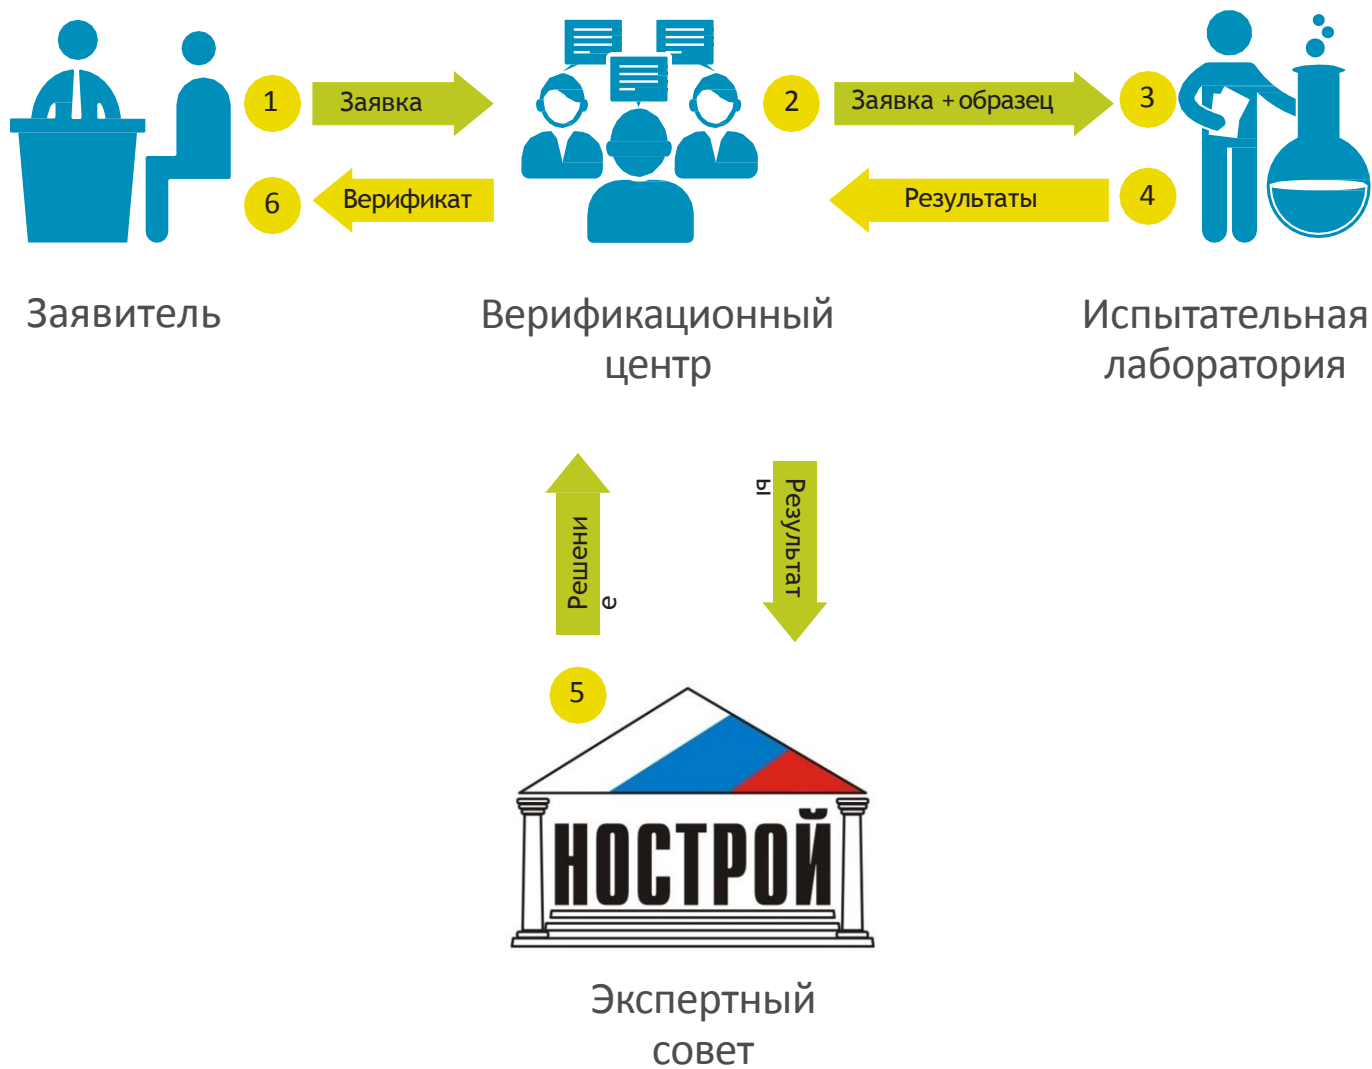 1
Заявка
2
Заявка + образец
3
6
Верификат
Результаты
4
Заявитель
Верификационный
центр
Испытательная
лаборатория
Решени
е
Результат
ы
5
НОСТРОЙ
Экспертный
совет